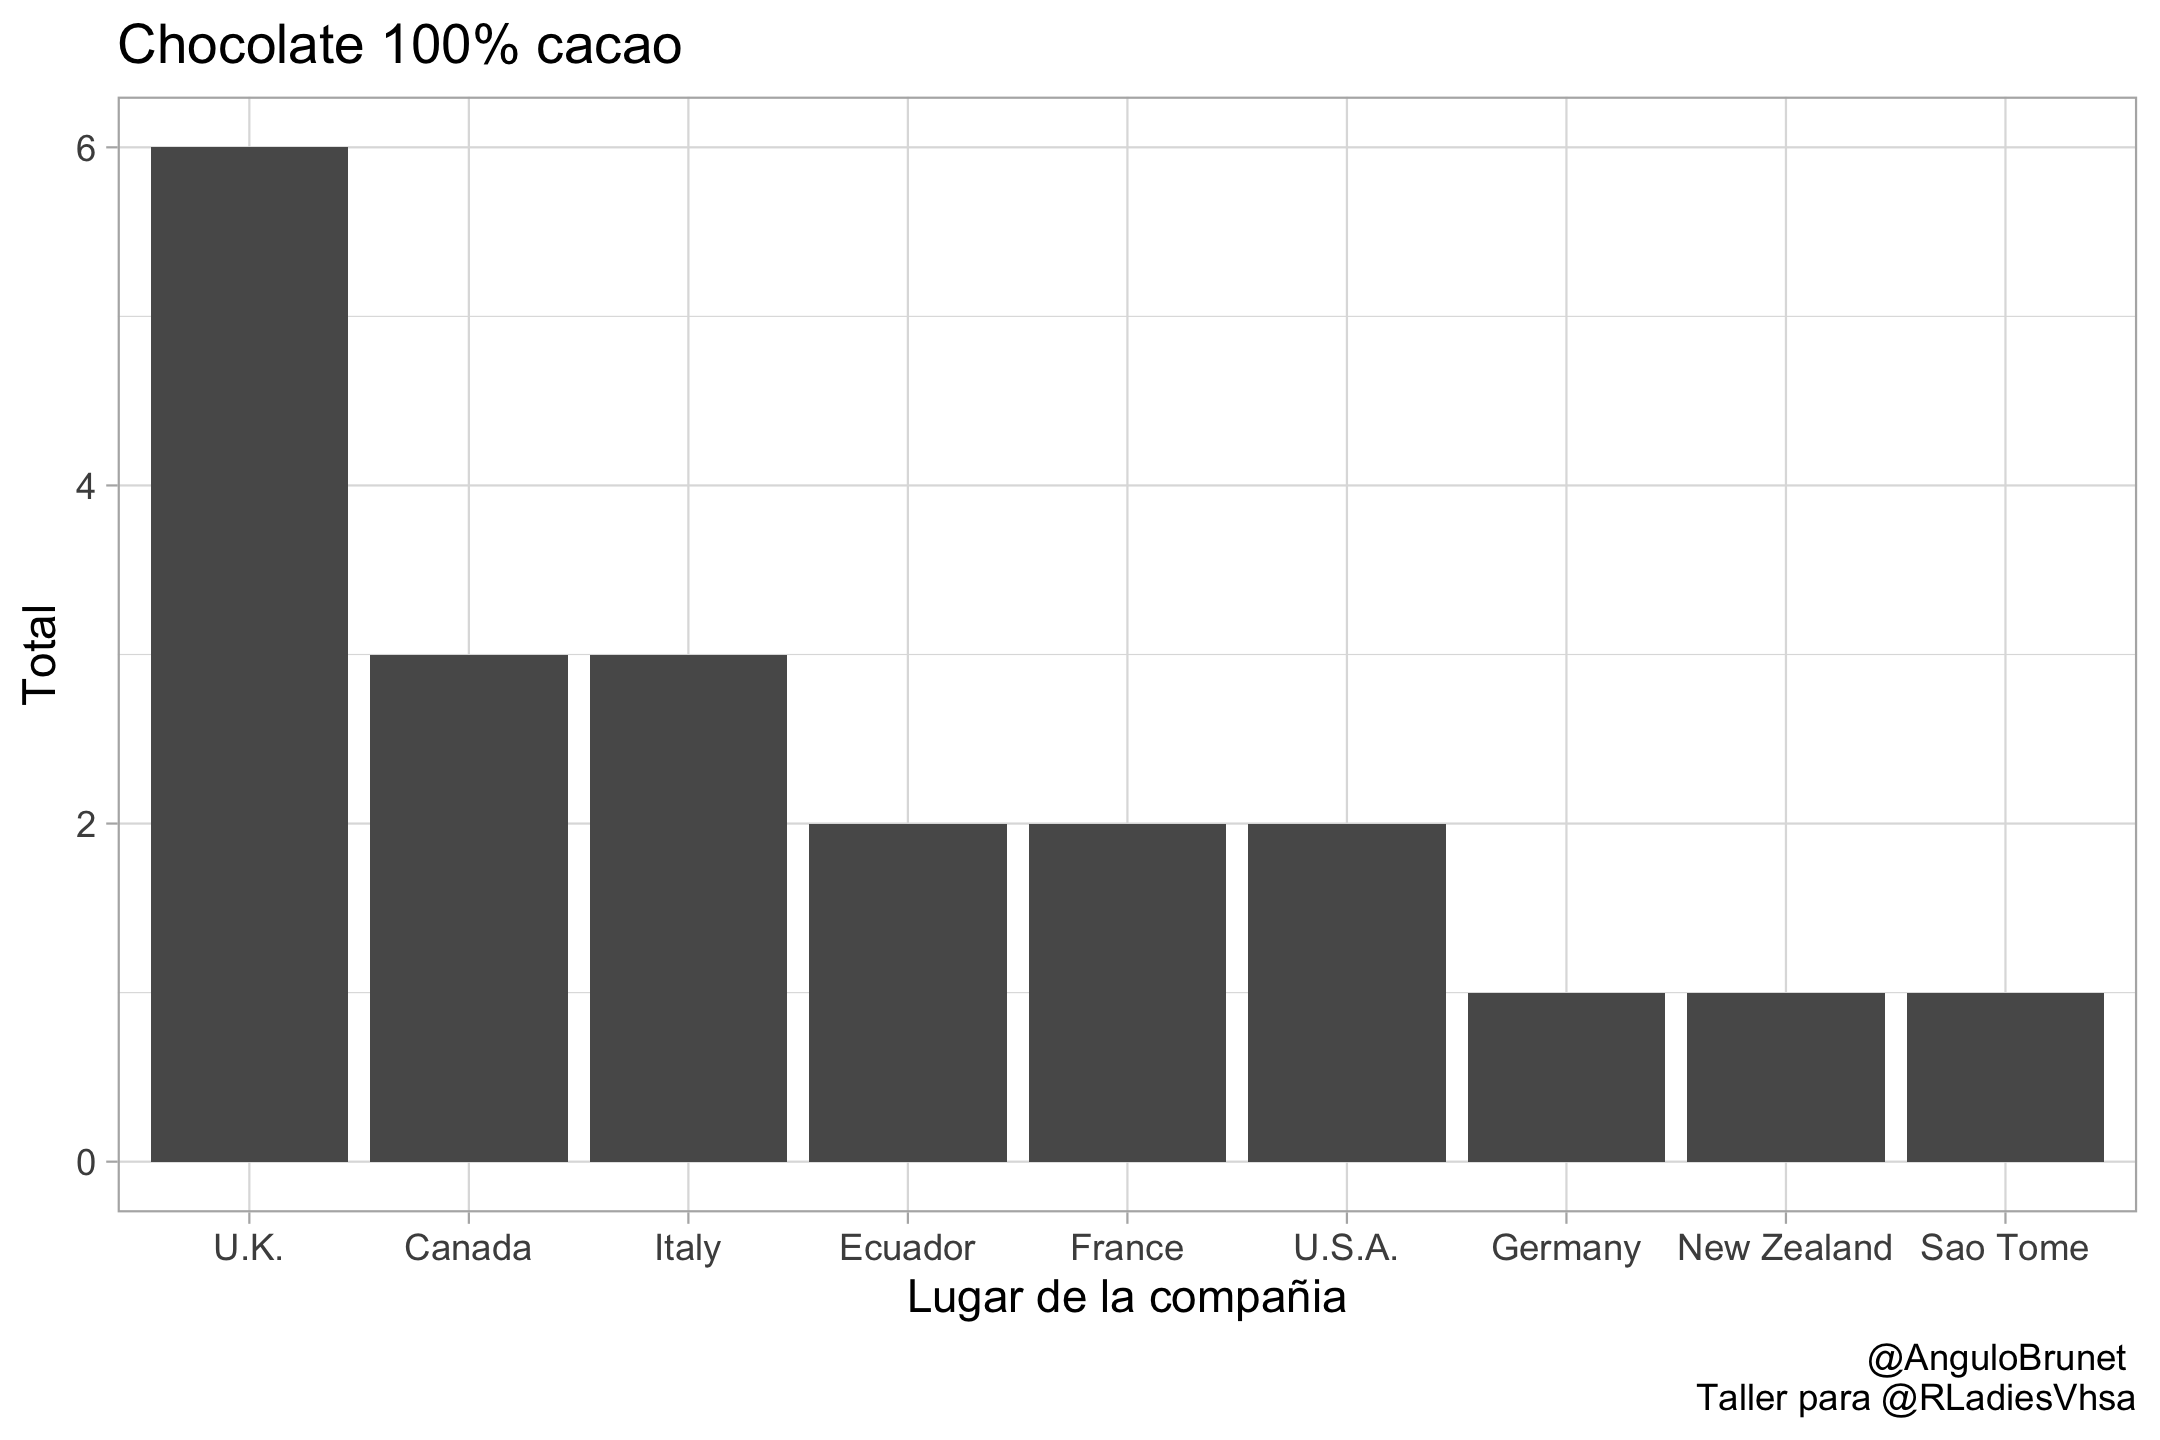 Chocolate 100% cacao
Total
6
4
2
0
U.K. Canada Italy Ecuador France U.S.A. Germany New Zealand Sao Tome
Lugar de la compañia
@AnguloBrunet
Taller para @RLadiesVhsa